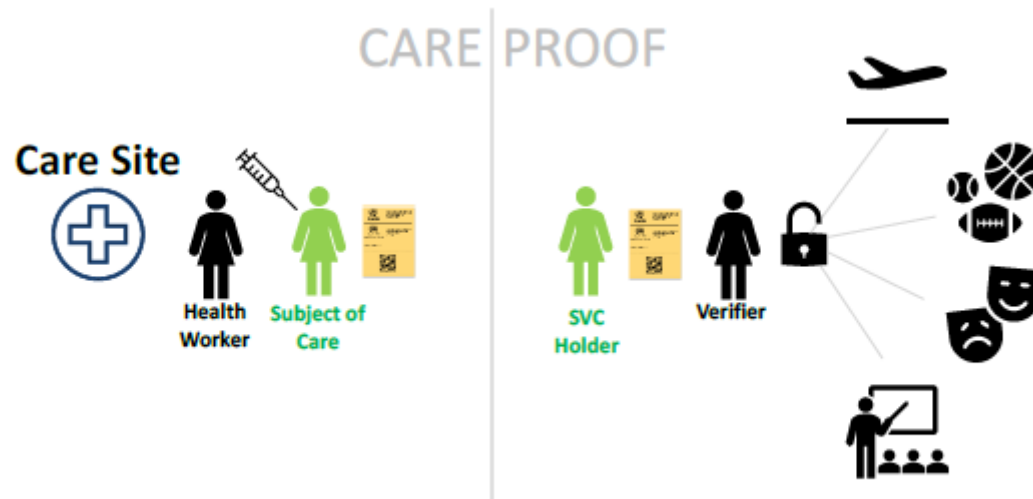 CARE PROOF
Care Site
Health
Worker
Subject of
Care
SVC
Holder
Verifier